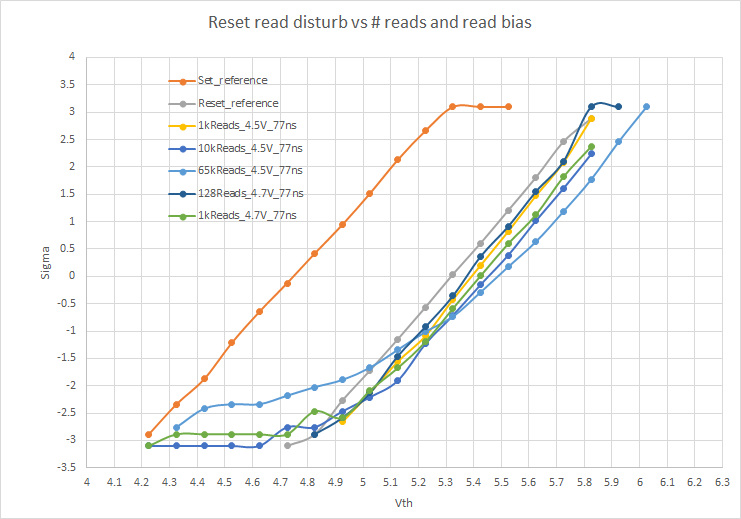 Reset read disturb vs # reads and read bias
4
3.5
3
2.5
2
1.5
1
0.5
0
-0.5
-1
-1.5
-2
-2.5
-3
-3.5
Sigma
Set_reference
Reset_reference
1kReads_4.5V_77ns
10kReads_4.5V_77ns
65kReads_4.5V_77ns
128Reads_4.7V_77ns
1kReads_4.7V_77ns
4 4.1 4.2 4.3 4.4 4.5 4.6 4.7 4.8 4.9 5 5.1 5.2 5.3 5.4 5.5 5.6 5.7 5.8 5.9 6 6.1 6.2 6.3
Vth